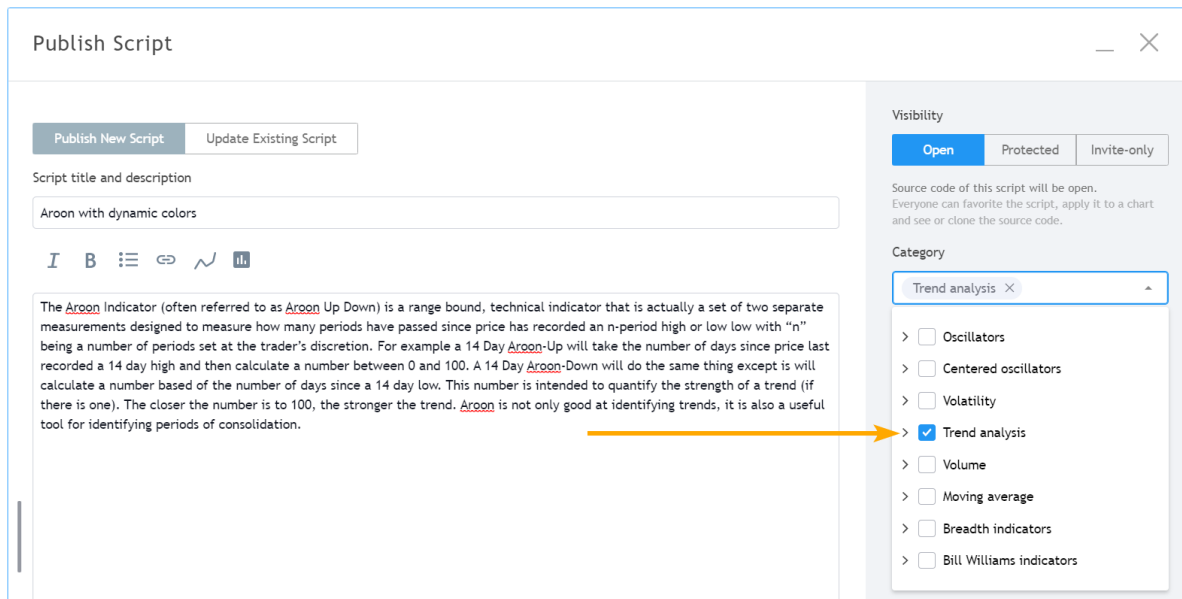 Publish Script
Publish New Script
Update Existing Script
Script title and description
Aroon with dynamic colors
I B
The Aroon Indicator (often referred to as Aroon Up Down) is a range bound, technical indicator that is actually a set of two separate
measurements designed to measure how many periods have passed since price has recorded an n-period high or low low with “n”
being a number of periods set at the trader’s discretion. For example a 14 Day Aroon-Up will take the number of days since price last
recorded a 14 day high and then calculate a number between 0 and 100. A 14 Day Aroon-Down will do the same thing except is will
calculate a number based of the number of days since a 14 day low. This number is intended to quantify the strength of a trend (if
there is one). The closer the number is to 100, the stronger the trend. Aroon is not only good at identifying trends, it is also a useful
tool for identifying periods of consolidation.
Visibility
Open
Protected
Invite-only
Source code of this script will be open.
Everyone can favorite the script, apply it to a chart
and see or clone the source code.
Category
Trend analysis
Oscillators
Centered oscillators
Volatility
Trend analysis
Volume
Moving average
Breadth indicators
Bill Williams indicators